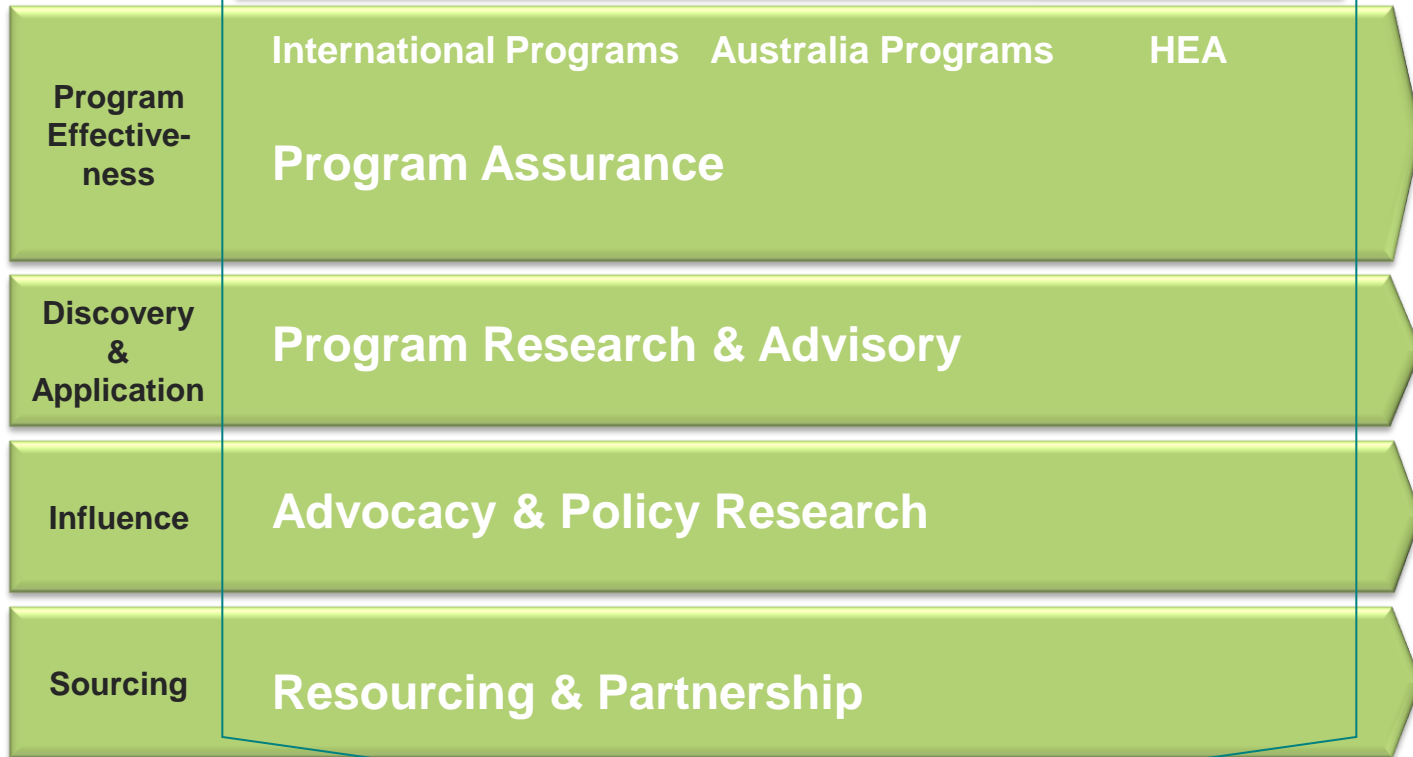 International Programs Australia Programs HEA
Program
Effective-
ness
Program Assurance
Discovery
&
Application
Program Research & Advisory
Influence
Advocacy & Policy Research
Sourcing
Resourcing & Partnership